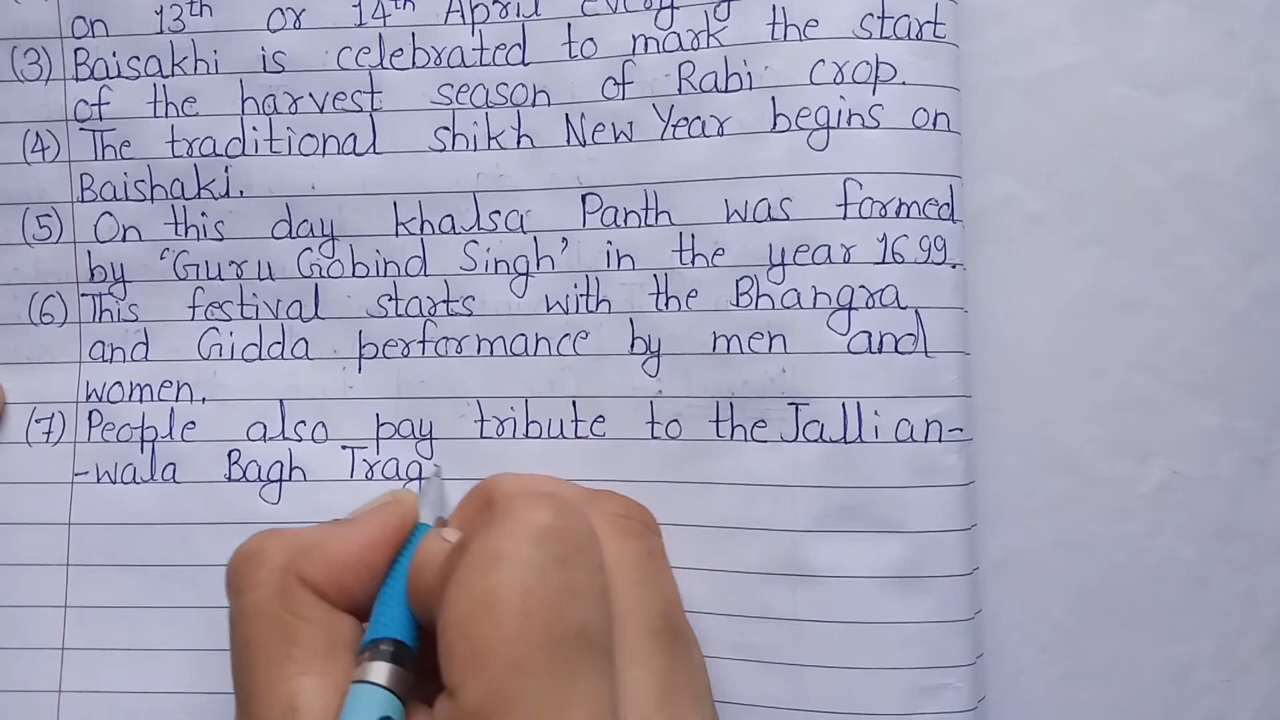 on 13th or 14th April every
(3) Baisakhi is celebrated to mark the start
of the harvest season of Rabi crop.
(4) The traditional shikh New Year begins on
Baishaki.
(5) On this day khalsa Panth was formed
by 'Guru Gobind Singh' in the year 1699.
(6) This festival starts with the Bhangra
and Gidda performance by men and
women.
(7) People also pay tribute to the Jallian-
-wala Bagh Trag